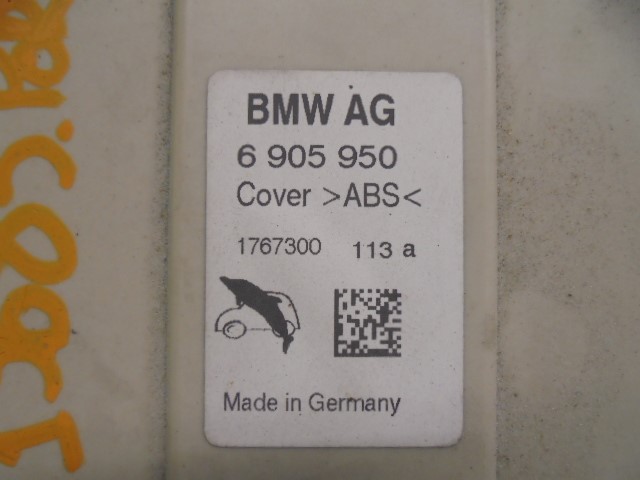 BMW AG
6 905 950
Cover >ABS<
1767300 113 a
Made in Germany